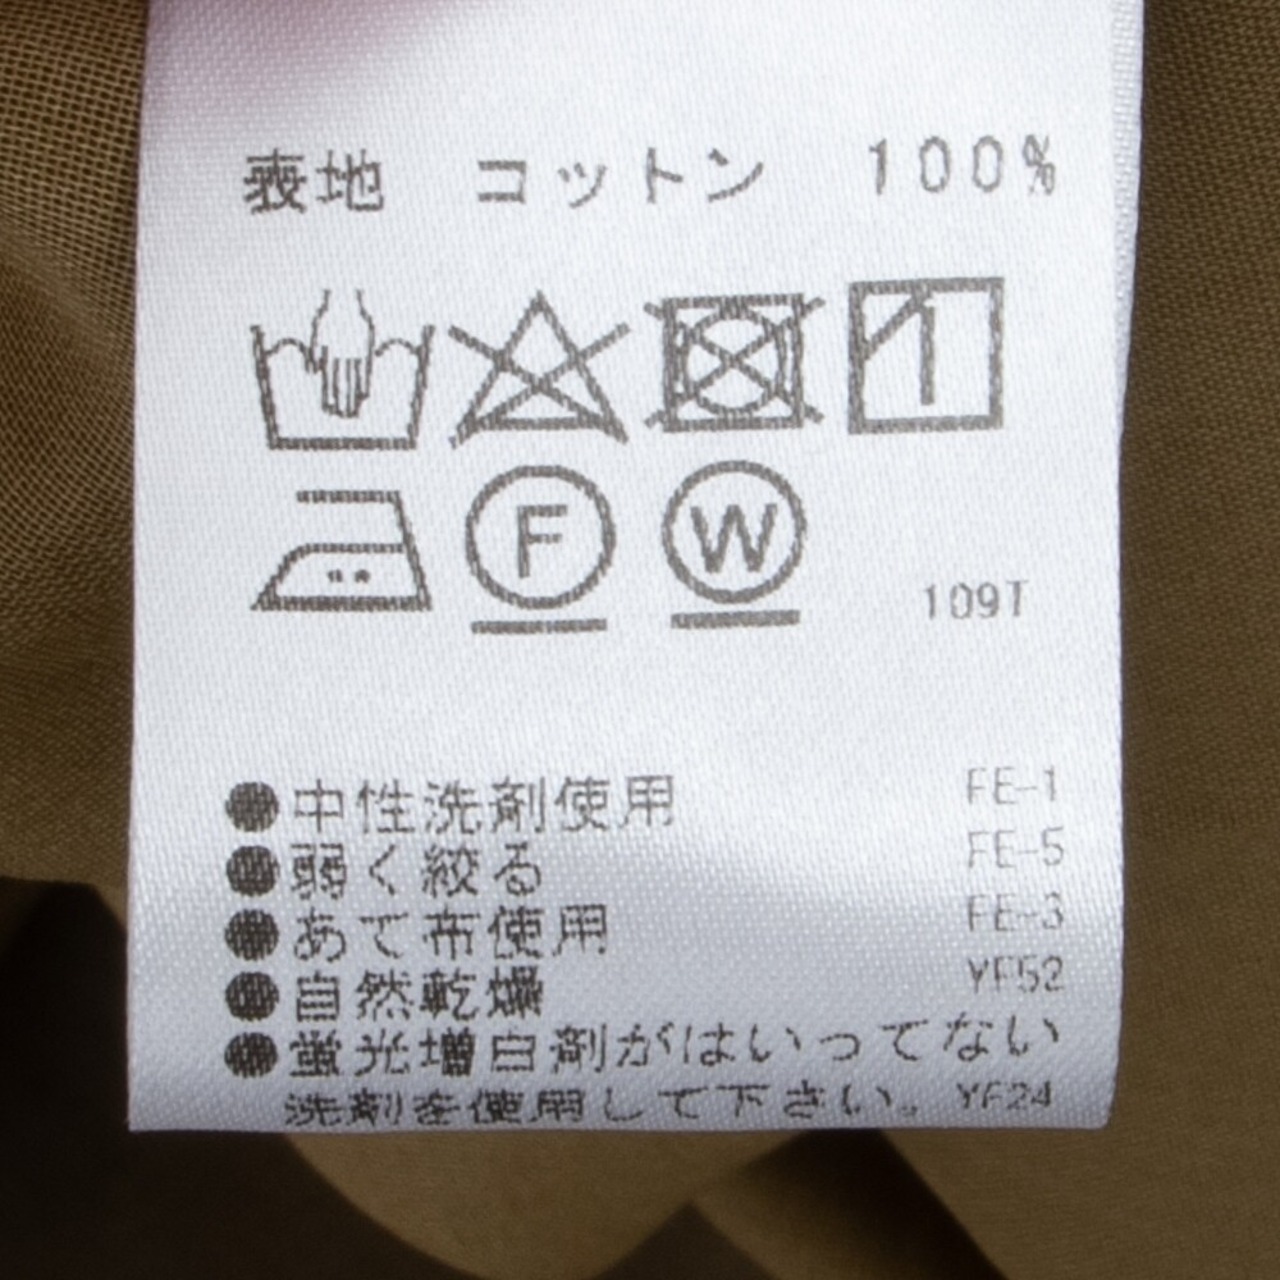 表地 コットン 100%
F W
109T
●中性洗剤使用 FE-1
●弱く絞る FE-5
●あて布使用 FE-3
●自然乾燥 YF52
●蛍光増白剤がはいってない
洗剤を使用して下さい。 YF24